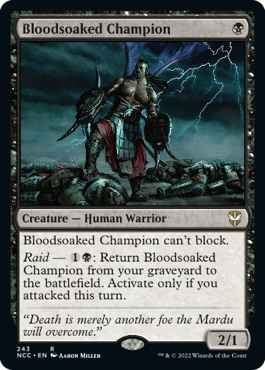 Bloodsoaked Champion
Creature — Human Warrior
Bloodsoaked Champion can't block.
Raid — 1 : Return Bloodsoaked
Champion from your graveyard to
the battlefield. Activate only if you
attacked this turn.
"Death is merely another foe the Mardu
will overcome."
2/1
243 R
NCC • EN AARON MILLER
™ & © 2022 Wizards of the Coast